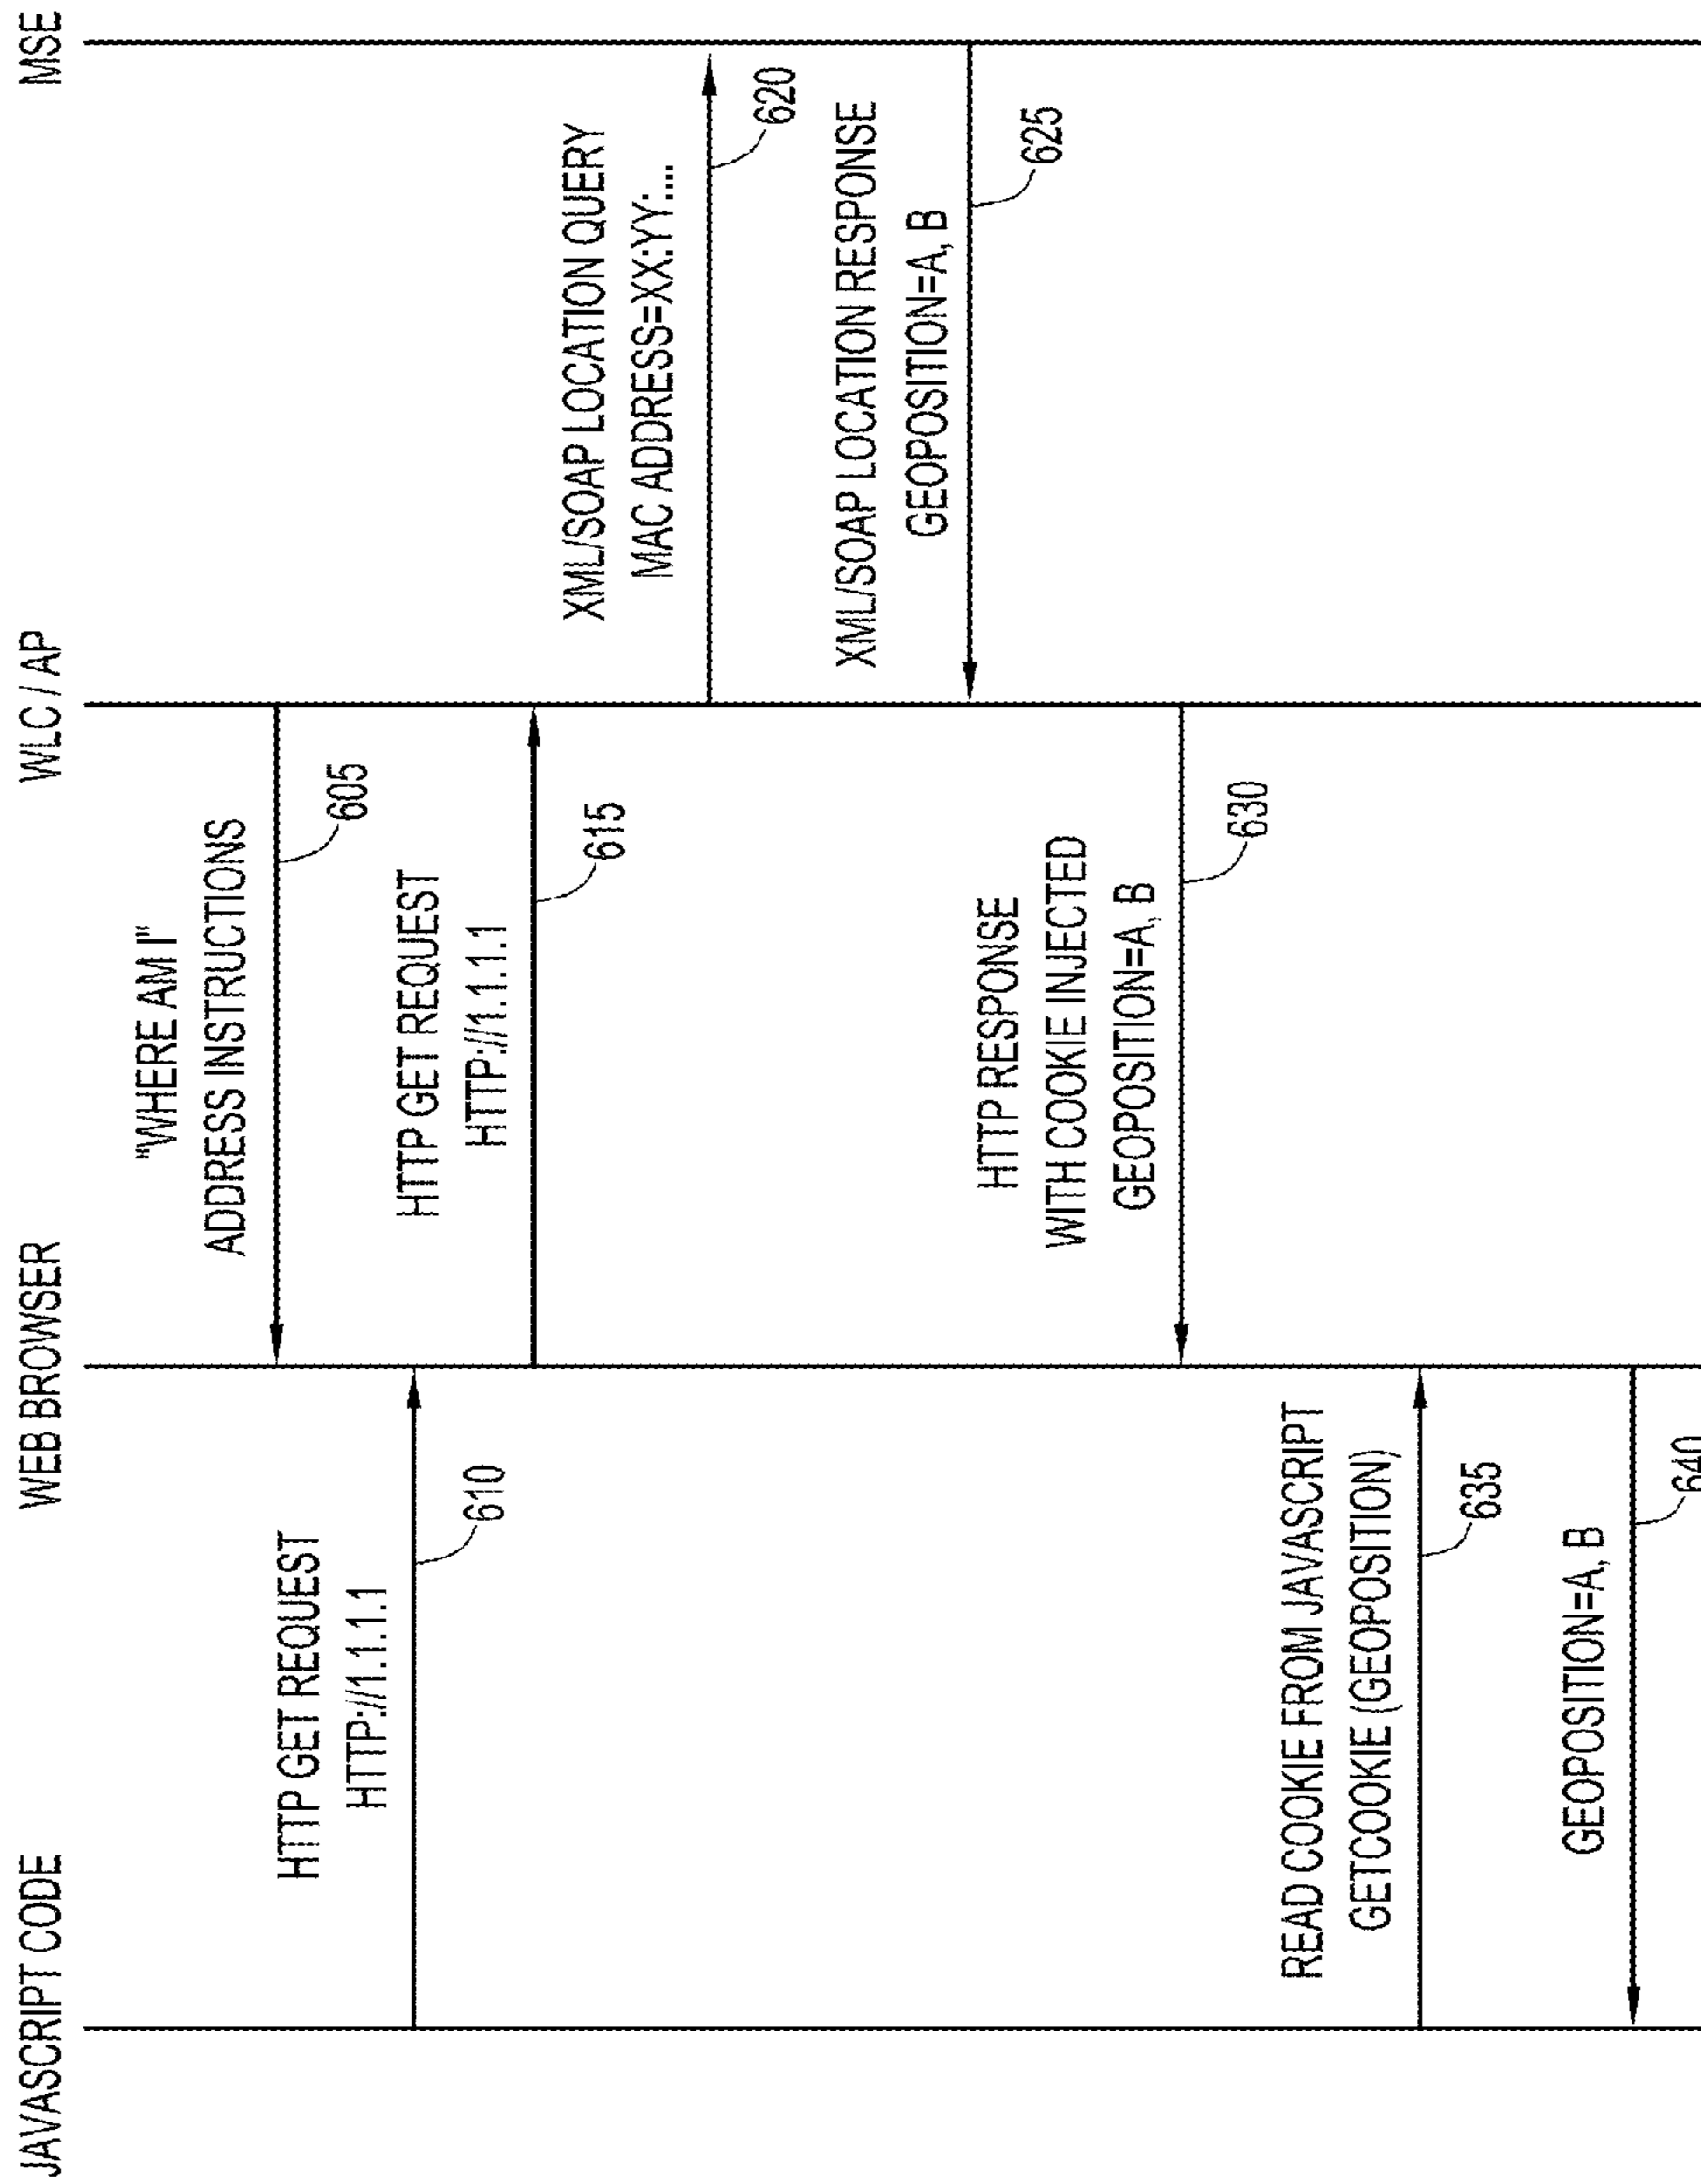 JAVASCRIPT CODE
WEB BROWSER
WLC / AP
MSE
"WHERE AM I"
ADDRESS INSTRUCTIONS
605
HTTP GET REQUEST
HTTP://1.1.1.1
610
HTTP GET REQUEST
HTTP://1.1.1.1
615
XML/SOAP LOCATION QUERY
MAC ADDRESS=XX:YY:...
620
XML/SOAP LOCATION RESPONSE
GEOPOSITION=A, B
625
HTTP RESPONSE
WITH COOKIE INJECTED
GEOPOSITION=A, B
630
READ COOKIE FROM JAVASCRIPT
GETCOOKIE (GEOPOSITION)
635
GEOPOSITION=A, B
640